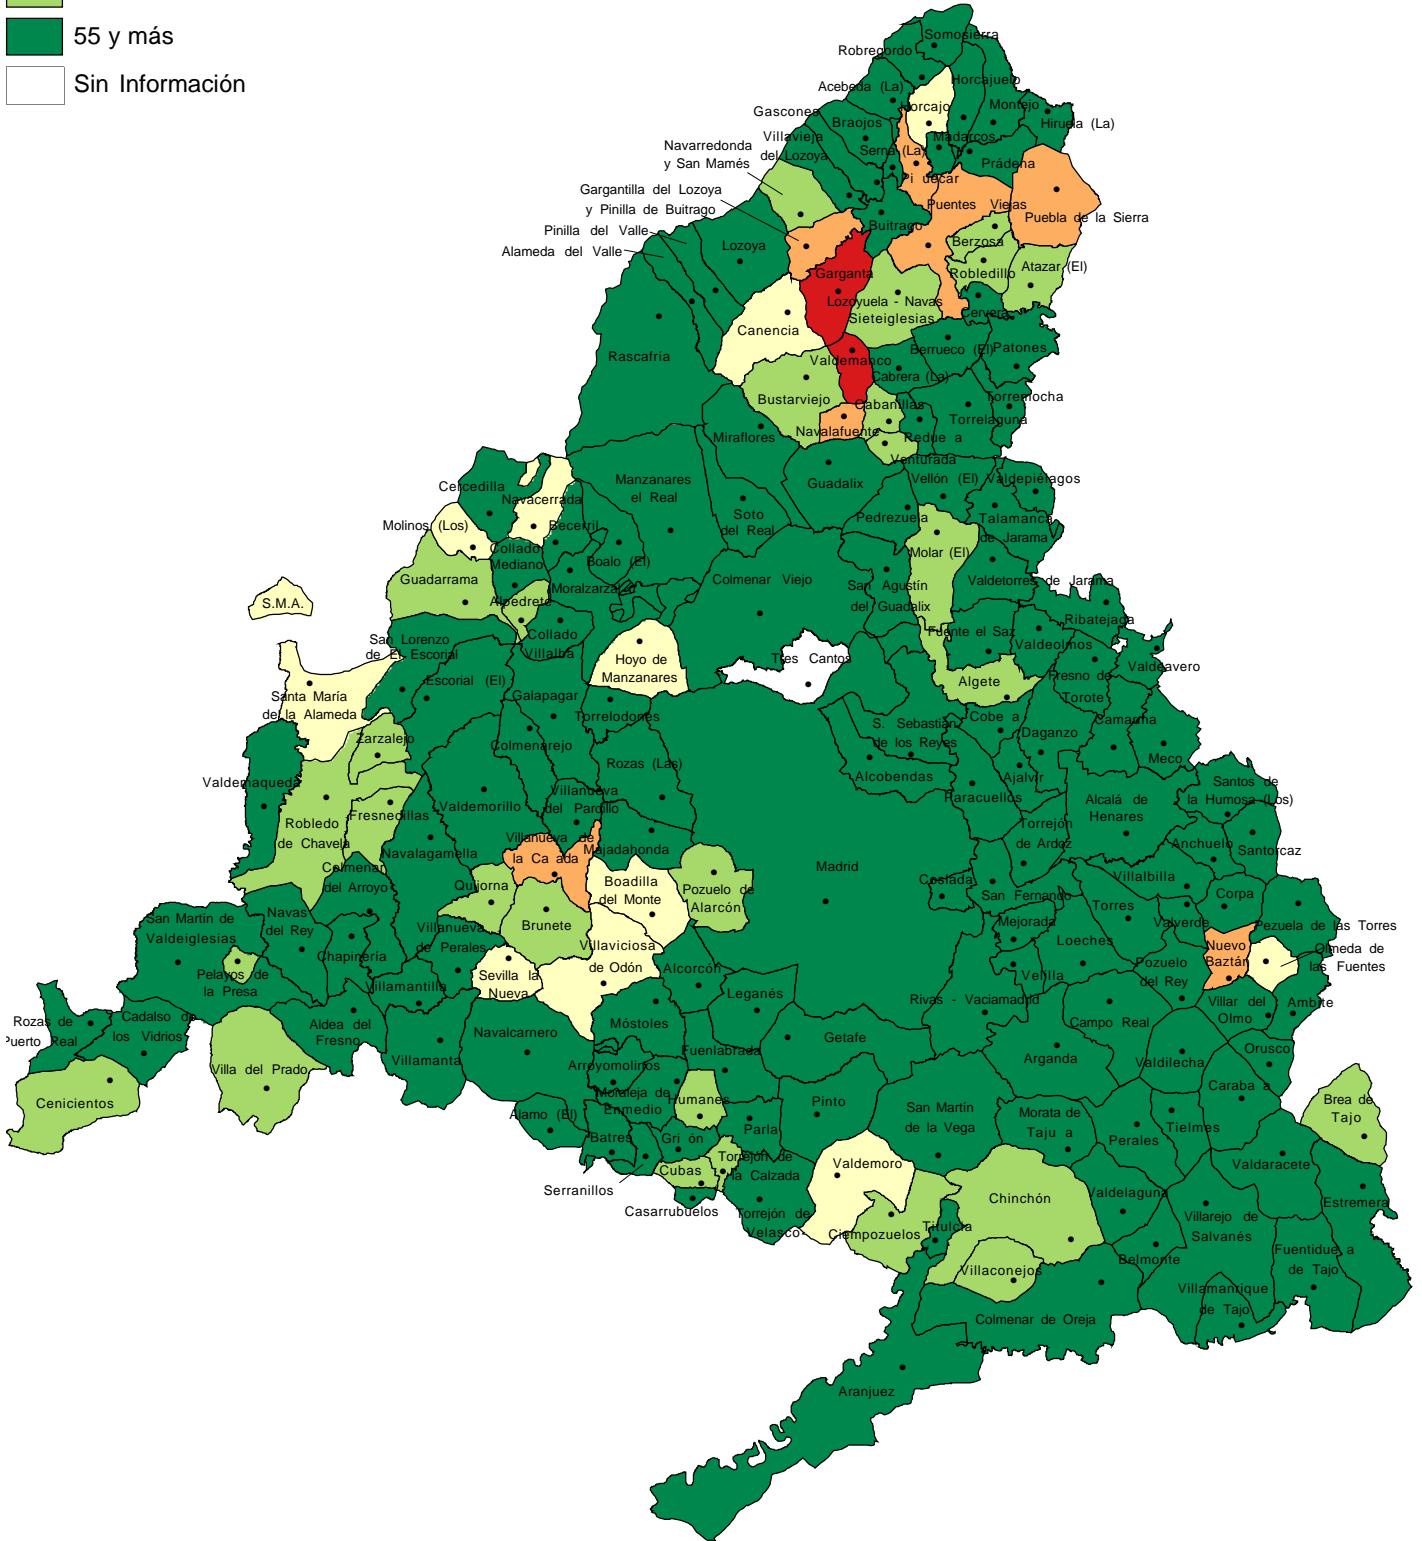 55 y más
Sin Información
Somosierra
Robregordo
Acebeda (La)
Horcajuelo
Horcajo
Montejo
Gascones
Braojos
Hiruela (La)
Villavieja
del Lozoya
Madarcos
Serna (La)
Navarredonda
y San Mamés
Prádena
Pi uecar
Gargantilla del Lozoya
y Pinilla de Buitrago
Puentes Viejas
Puebla de la Sierra
Buitrago
Pinilla del Valle
Alameda del Valle
Lozoya
Berzosa
Robledillo
Atazar (El)
Garganta
Lozoyuela - Navas
Sieteiglesias
Cervera
Canencia
Rascafría
Valdemanco
Berrueco (El)
Patones
Cabrera (La)
Bustarviejo
Cabanillas
Torremocha
Torrelaguna
Navalafuente
Miraflores
Redue a
Venturada
Guadalix
Vellón (El)
Valdepiélagos
Manzanares
el Real
Cercedilla
Navacerrada
Soto
del Real
Pedrezuela
Talamanca
de Jarama
Molinos (Los)
Becerril
Collado
Mediano
Boalo (El)
Molar (El)
Guadarrama
Moralzarzal
Colmenar Viejo
San Agustín
del Guadalix
Valdetorres de Jarama
S.M.A.
Alpedrete
Ribatejada
Collado
Villalba
Fuente el Saz
Valdeolmos
San Lorenzo
de El Escorial
Hoyo de
Manzanares
Tres Cantos
Valdeavero
Escorial (El)
Algete
Fresno de
Torote
Santa María
de la Alameda
Galapagar
Torrelodones
Cobe a
Camarma
S. Sebastián
de los Reyes
Daganzo
Zarzalejo
Colmenarejo
Meco
Rozas (Las)
Alcobendas
Ajalvir
Valdemaqueda
Villanueva
del Pardillo
Valdemorillo
Paracuellos
Alcalá de
Henares
Santos de
la Humosa (Los)
Fresnedillas
Robledo
de Chavela
Torrejón
de Ardoz
Villanueva de
la Ca ada
Majadahonda
Navalagamella
Anchuelo
Santorcaz
Colmenar
del Arroyo
Madrid
Villalbilla
Boadilla
del Monte
Pozuelo de
Alarcón
Coslada
San Fernando
Corpa
Quijorna
Torres
San Martín de
Valdeiglesias
Navas
del Rey
Brunete
Mejorada
Valverde
Pezuela de las Torres
Villanueva
de Perales
Loeches
Nuevo
Baztán
Olmeda de
las Fuentes
Chapinería
Villaviciosa
de Odón
Pelayos de
la Presa
Sevilla la
Nueva
Alcorcón
Velilla
Pozuelo
del Rey
Villamantilla
Leganés
Rivas - Vaciamadrid
Villar del
Olmo
Ambite
Rozas de
Puerto Real
Cadalso de
los Vidrios
Aldea del
Fresno
Navalcarnero
Móstoles
Getafe
Campo Real
Orusco
Villamanta
Fuenlabrada
Arganda
Valdilecha
Villa del Prado
Arroyomolinos
Caraba a
Cenicientos
Moraleja de
Enmedio
Humanes
Pinto
Brea de
Tajo
Alamo (El)
San Martín
de la Vega
Morata de
Taju a
Tielmes
Perales
Parla
Batres
Gri ón
Torrejón de
la Calzada
Valdemoro
Valdaracete
Cubas
Serranillos
Chinchón
Valdelaguna
Estremera
Casarrubuelos
Torrejón de
Velasco
Ciempozuelos
Titulcia
Villarejo de
Salvanés
Belmonte
Fuentidue a
de Tajo
Villaconejos
Villamanrique
de Tajo
Colmenar de Oreja
Aranjuez